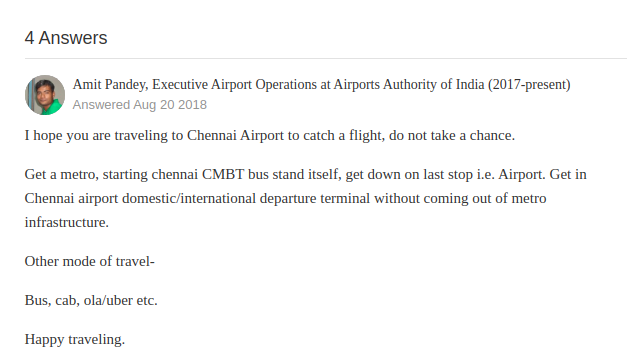 4 Answers
Amit Pandey, Executive Airport Operations at Airports Authority of India (2017-present)
Answered Aug 20 2018
I hope you are traveling to Chennai Airport to catch a flight, do not take a chance.
Get a metro, starting chennai CMBT bus stand itself, get down on last stop i.e. Airport. Get in
Chennai airport domestic/international departure terminal without coming out of metro
infrastructure.
Other mode of travel-
Bus, cab, ola/uber etc.
Happy traveling.